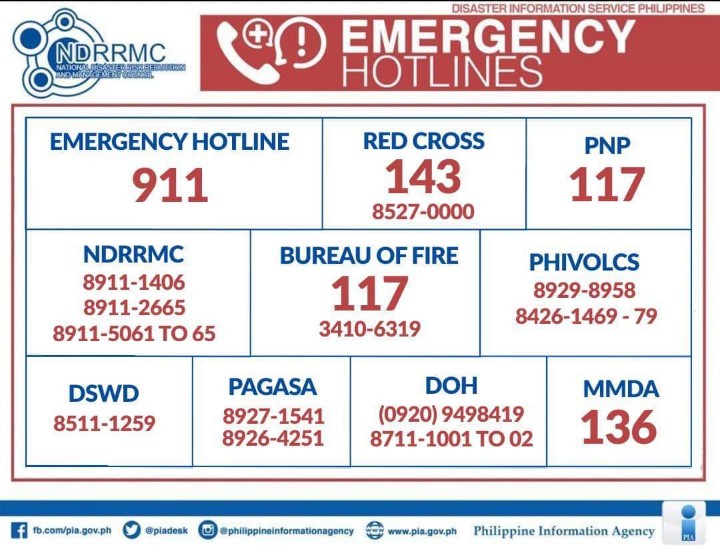 DISASTER INFORMATION SERVICE PHILIPPINES
NDRRMC
NATIONAL DISASTER RISK REDUCTION
AND MANAGEMENT COUNCIL
EMERGENCY
HOTLINES
EMERGENCY HOTLINE
911
RED CROSS
143
8527-0000
PNP
117
NDRRMC
8911-1406
8911-2665
8911-5061 TO 65
BUREAU OF FIRE
117
3410-6319
PHIVOLCS
8929-8958
8426-1469 - 79
DSWD
8511-1259
PAGASA
8927-1541
8926-4251
DOH
(0920) 9498419
8711-1001 TO 02
MMDA
136
fb.com/pia.gov.ph @piadesk @philippineinformationagency www.pia.gov.ph Philippine Information Agency PIA